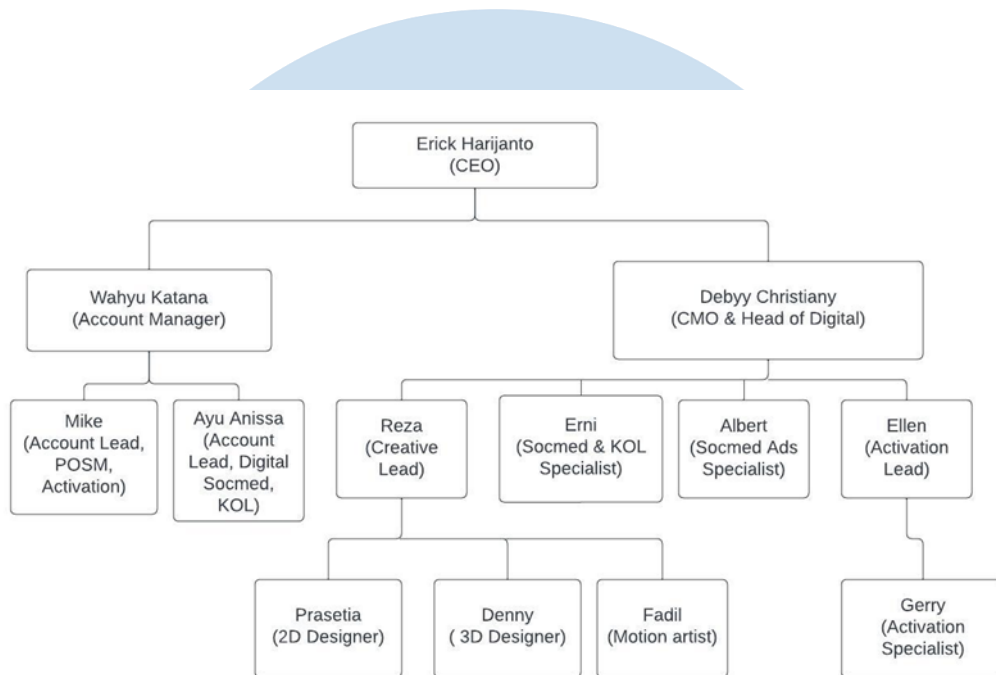 Erick Harijanto
(CEO)
Wahyu Katana
(Account Manager)
Debyy Christiany
(CMO & Head of Digital)
Mike
(Account Lead,
POSM,
Activation)
Ayu Anissa
(Account
Lead, Digital
Socmed,
KOL)
Reza
(Creative
Lead)
Erni
(Socmed & KOL
Specialist)
Albert
(Socmed Ads
Specialist)
Ellen
(Activation
Lead)
Prasetia
(2D Designer)
Denny
( 3D Designer)
Fadil
(Motion artist)
Gerry
(Activation
Specialist)